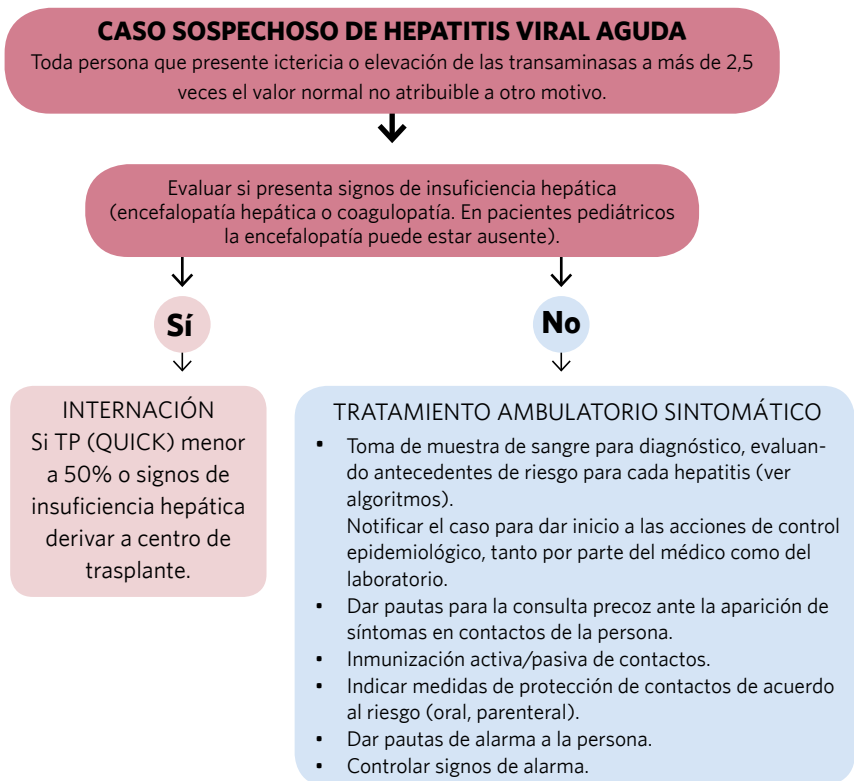 CASO SOSPECHOSO DE HEPATITIS VIRAL AGUDA
Toda persona que presente ictericia o elevación de las transaminasas a más de 2,5
veces el valor normal no atribuible a otro motivo.
Evaluar si presenta signos de insuficiencia hepática
(encefalopatía hepática o coagulopatía. En pacientes pediátricos
la encefalopatía puede estar ausente).
Sí
INTERNACIÓN
Si TP (QUICK) menor
a 50% o signos de
insuficiencia hepática
derivar a centro de
trasplante.
No
TRATAMIENTO AMBULATORIO SINTOMÁTICO
• Toma de muestra de sangre para diagnóstico, evaluan-
do antecedentes de riesgo para cada hepatitis (ver
algoritmos).
Notificar el caso para dar inicio a las acciones de control
epidemiológico, tanto por parte del médico como del
laboratorio.
• Dar pautas para la consulta precoz ante la aparición de
síntomas en contactos de la persona.
• Inmunización activa/pasiva de contactos.
• Indicar medidas de protección de contactos de acuerdo
al riesgo (oral, parenteral).
• Dar pautas de alarma a la persona.
• Controlar signos de alarma.